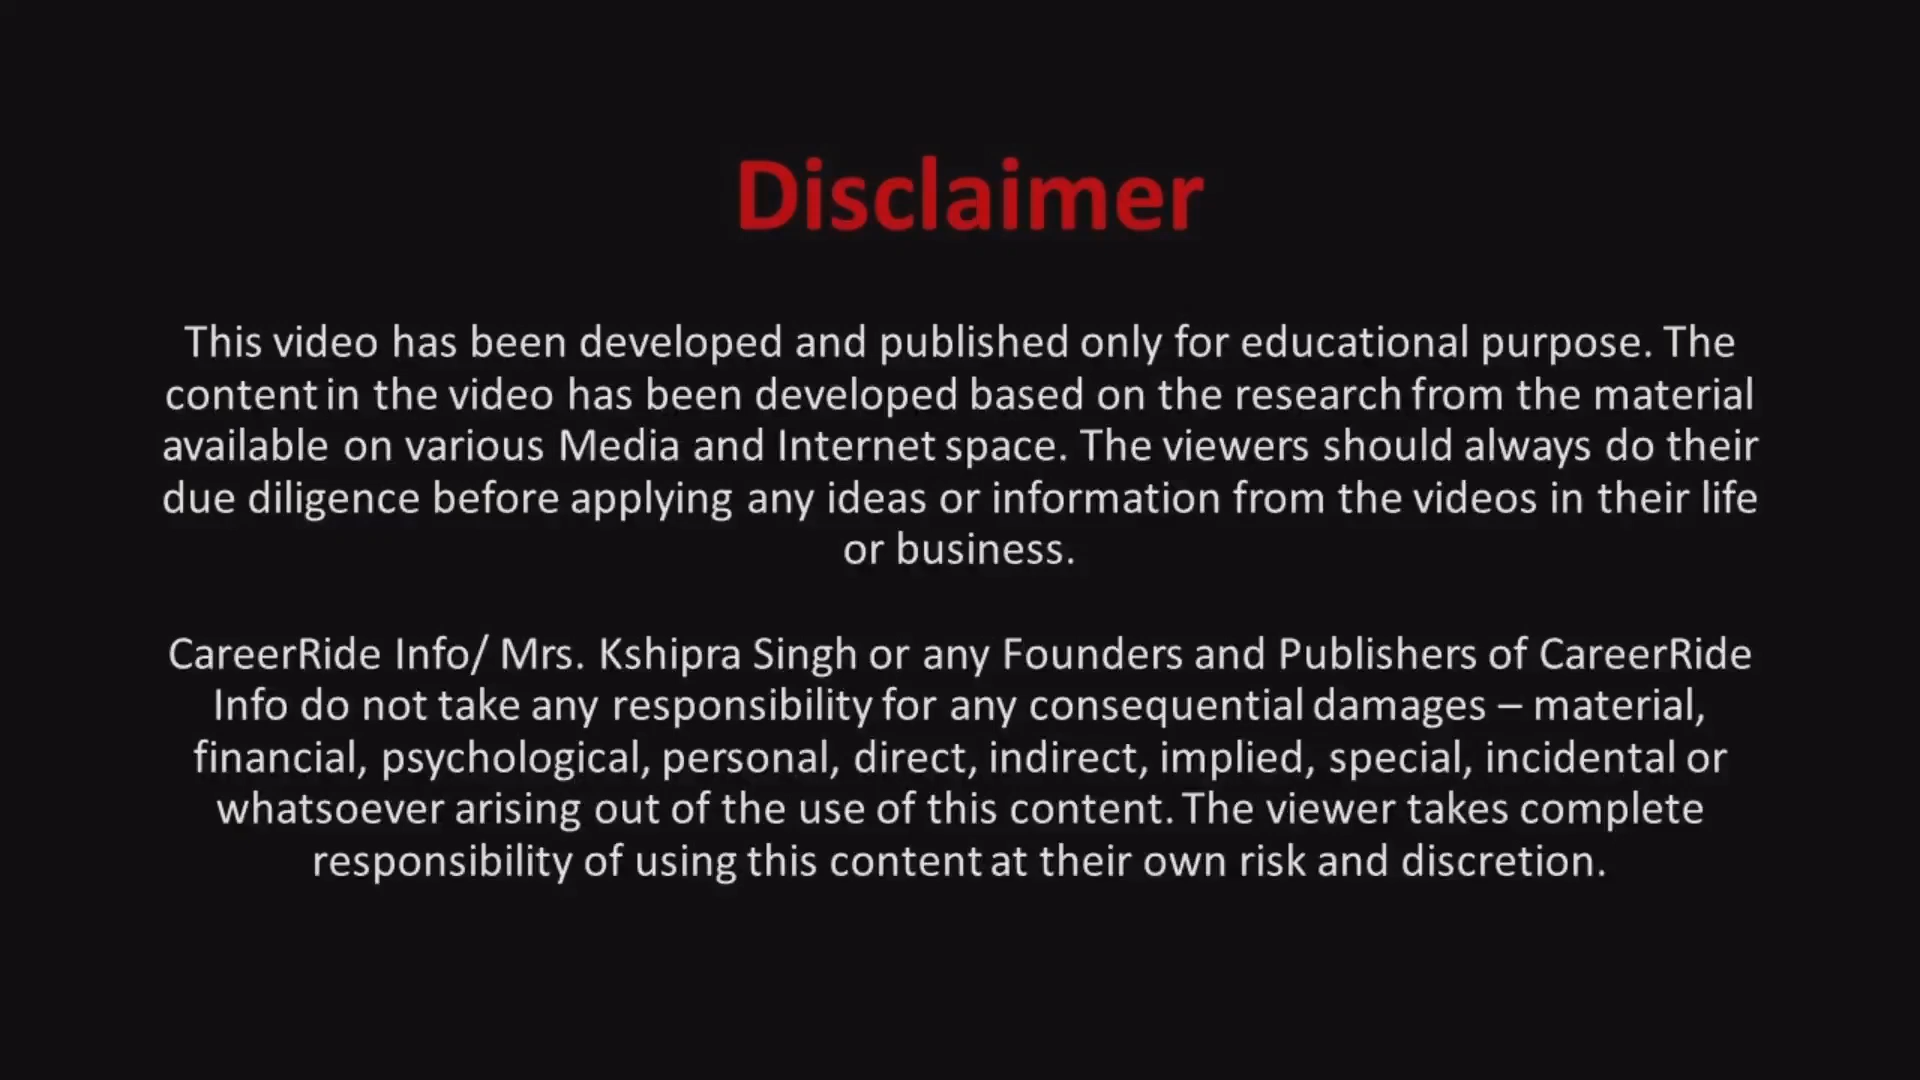 Disclaimer
This video has been developed and published only for educational purpose. The
content in the video has been developed based on the research from the material
available on various Media and Internet space. The viewers should always do their
due diligence before applying any ideas or information from the videos in their life
or business.
CareerRide Info/ Mrs. Kshipra Singh or any Founders and Publishers of CareerRide
Info do not take any responsibility for any consequential damages – material,
financial, psychological, personal, direct, indirect, implied, special, incidental or
whatsoever arising out of the use of this content. The viewer takes complete
responsibility of using this content at their own risk and discretion.